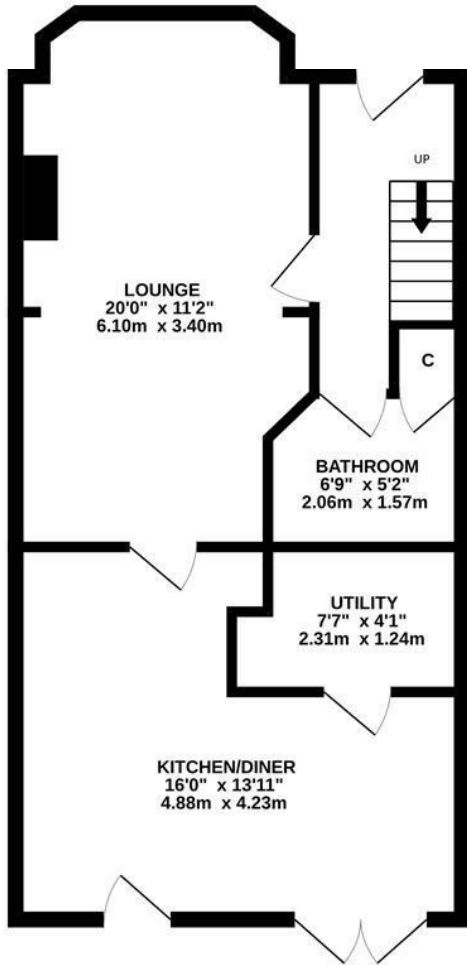 UP
LOUNGE
20'0" x 11'2"
6.10m x 3.40m
C
BATHROOM
6'9" x 5'2"
2.06m x 1.57m
UTILITY
7'7" x 4'1"
2.31m x 1.24m
KITCHEN/DINER
16'0" x 13'11"
4.88m x 4.23m